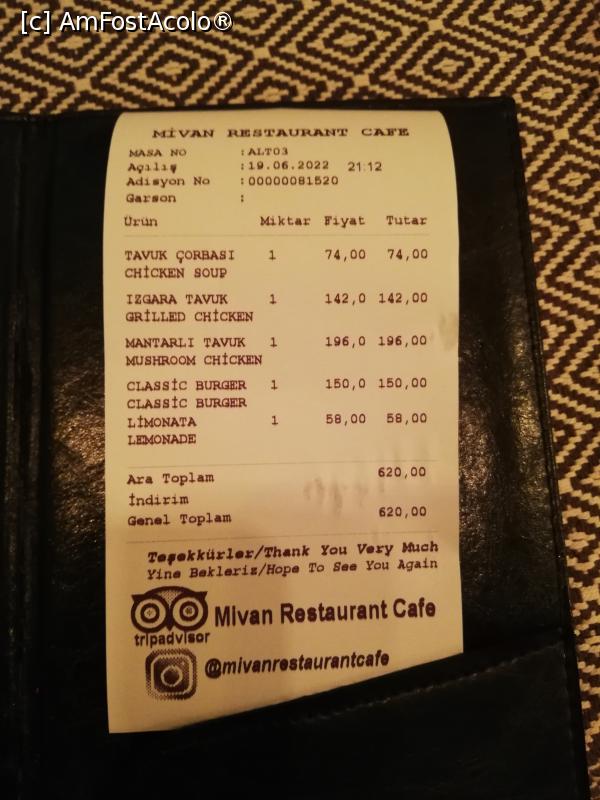 [c] AmFostAcolo®
MİVAN RESTAURANT CAFE
MASA NO :ALT03
Açılış :19.06.2022 21:12
Adisyon No :00000081520
Garson :
Ürün Miktar Fiyat Tutar
TAVUK ÇORBASI 1 74,00 74,00
CHİCKEN SOUP
IZGARA TAVUK 1 142,0 142,00
GRİLLED CHİCKEN
MANTARLI TAVUK 1 196,0 196,00
MUSHROOM CHİCKEN
CLASSİC BURGER 1 150,0 150,00
CLASSİC BURGER
LİMONATA 1 58,00 58,00
LEMONADE
Ara Toplam 620,00
İndirim
Genel Toplam 620,00
Teşekkürler/Thank You Very Much
Yine Bekleriz/Hope To See You Again
tripadvisor Mivan Restaurant Cafe
@mivanrestaurantcafe